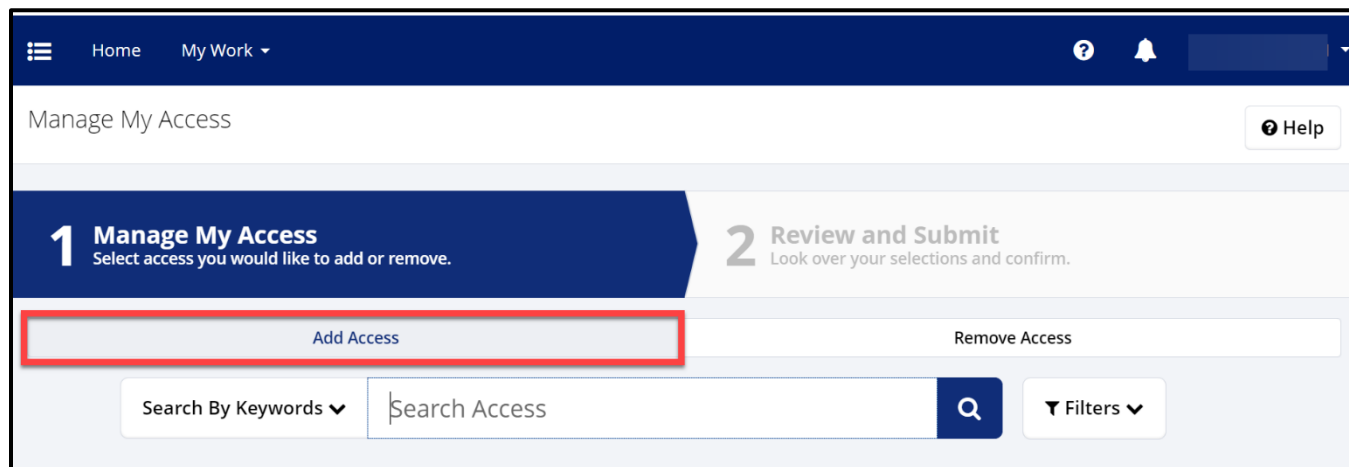 Home My Work
Manage My Access
Help
1 Manage My Access
Select access you would like to add or remove.
2 Review and Submit
Look over your selections and confirm.
Add Access
Remove Access
Search By Keywords
Search Access
Filters